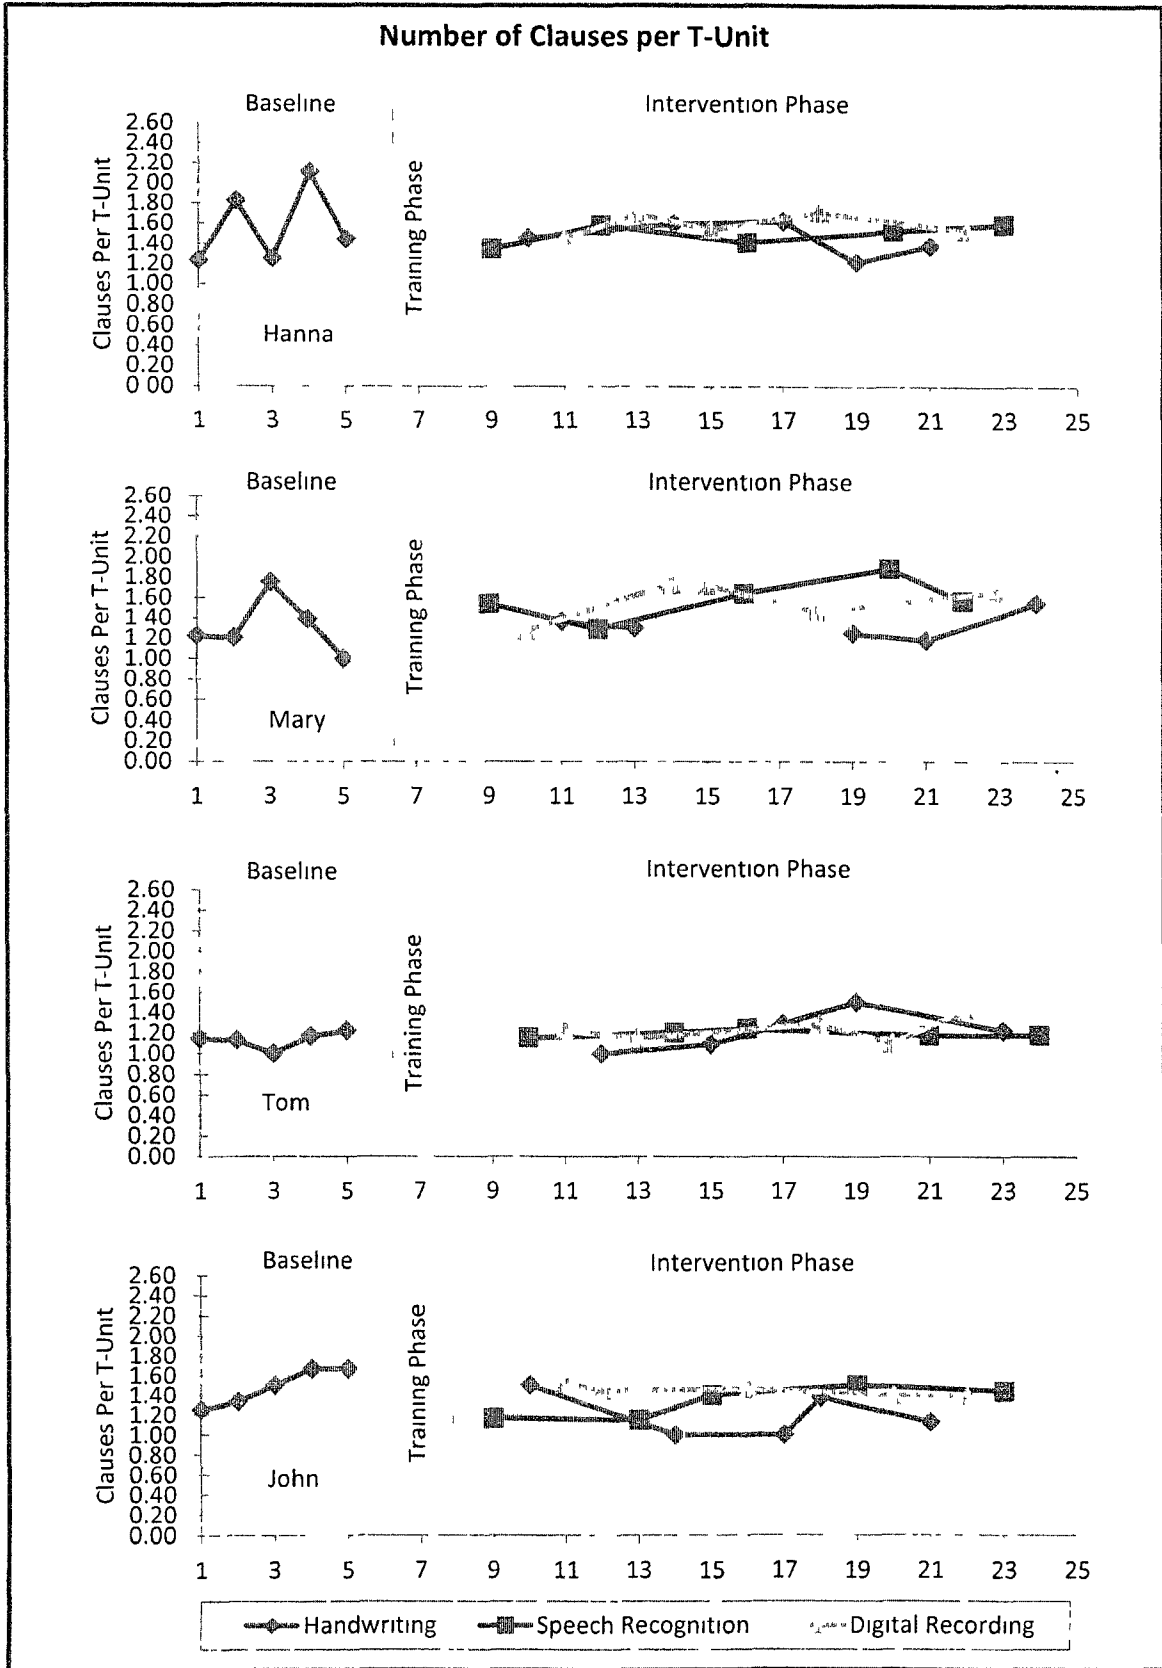 Number of Clauses per T-Unit
Baseline
Intervention Phase
Clauses Per T-Unit
2.60
2.40
2.20
2 00
1.80
1.60
1.40
1.20
1.00
0.80
0.60
0.40
0.20
0 00
Training Phase
Hanna
1 3 5 7 9 11 13 15 17 19 21 23 25
Baseline
Intervention Phase
Clauses Per T-Unit
2.60
2.40
2.20
2.00
1.80
1.60
1.40
1.20
1.00
0.80
0.60
0.40
0.20
0.00
Training Phase
Mary
1 3 5 7 9 11 13 15 17 19 21 23 25
Baseline
Intervention Phase
Clauses Per T-Unit
2.60
2.40
2.20
2.00
1.80
1.60
1.40
1.20
1.00
0.80
0.60
0.40
0.20
0.00
Training Phase
Tom
1 3 5 7 9 11 13 15 17 19 21 23 25
Baseline
Intervention Phase
Clauses Per T-Unit
2.60
2.40
2.20
2.00
1.80
1.60
1.40
1.20
1.00
0.80
0.60
0.40
0.20
0.00
Training Phase
John
1 3 5 7 9 11 13 15 17 19 21 23 25
Handwriting Speech Recognition Digital Recording